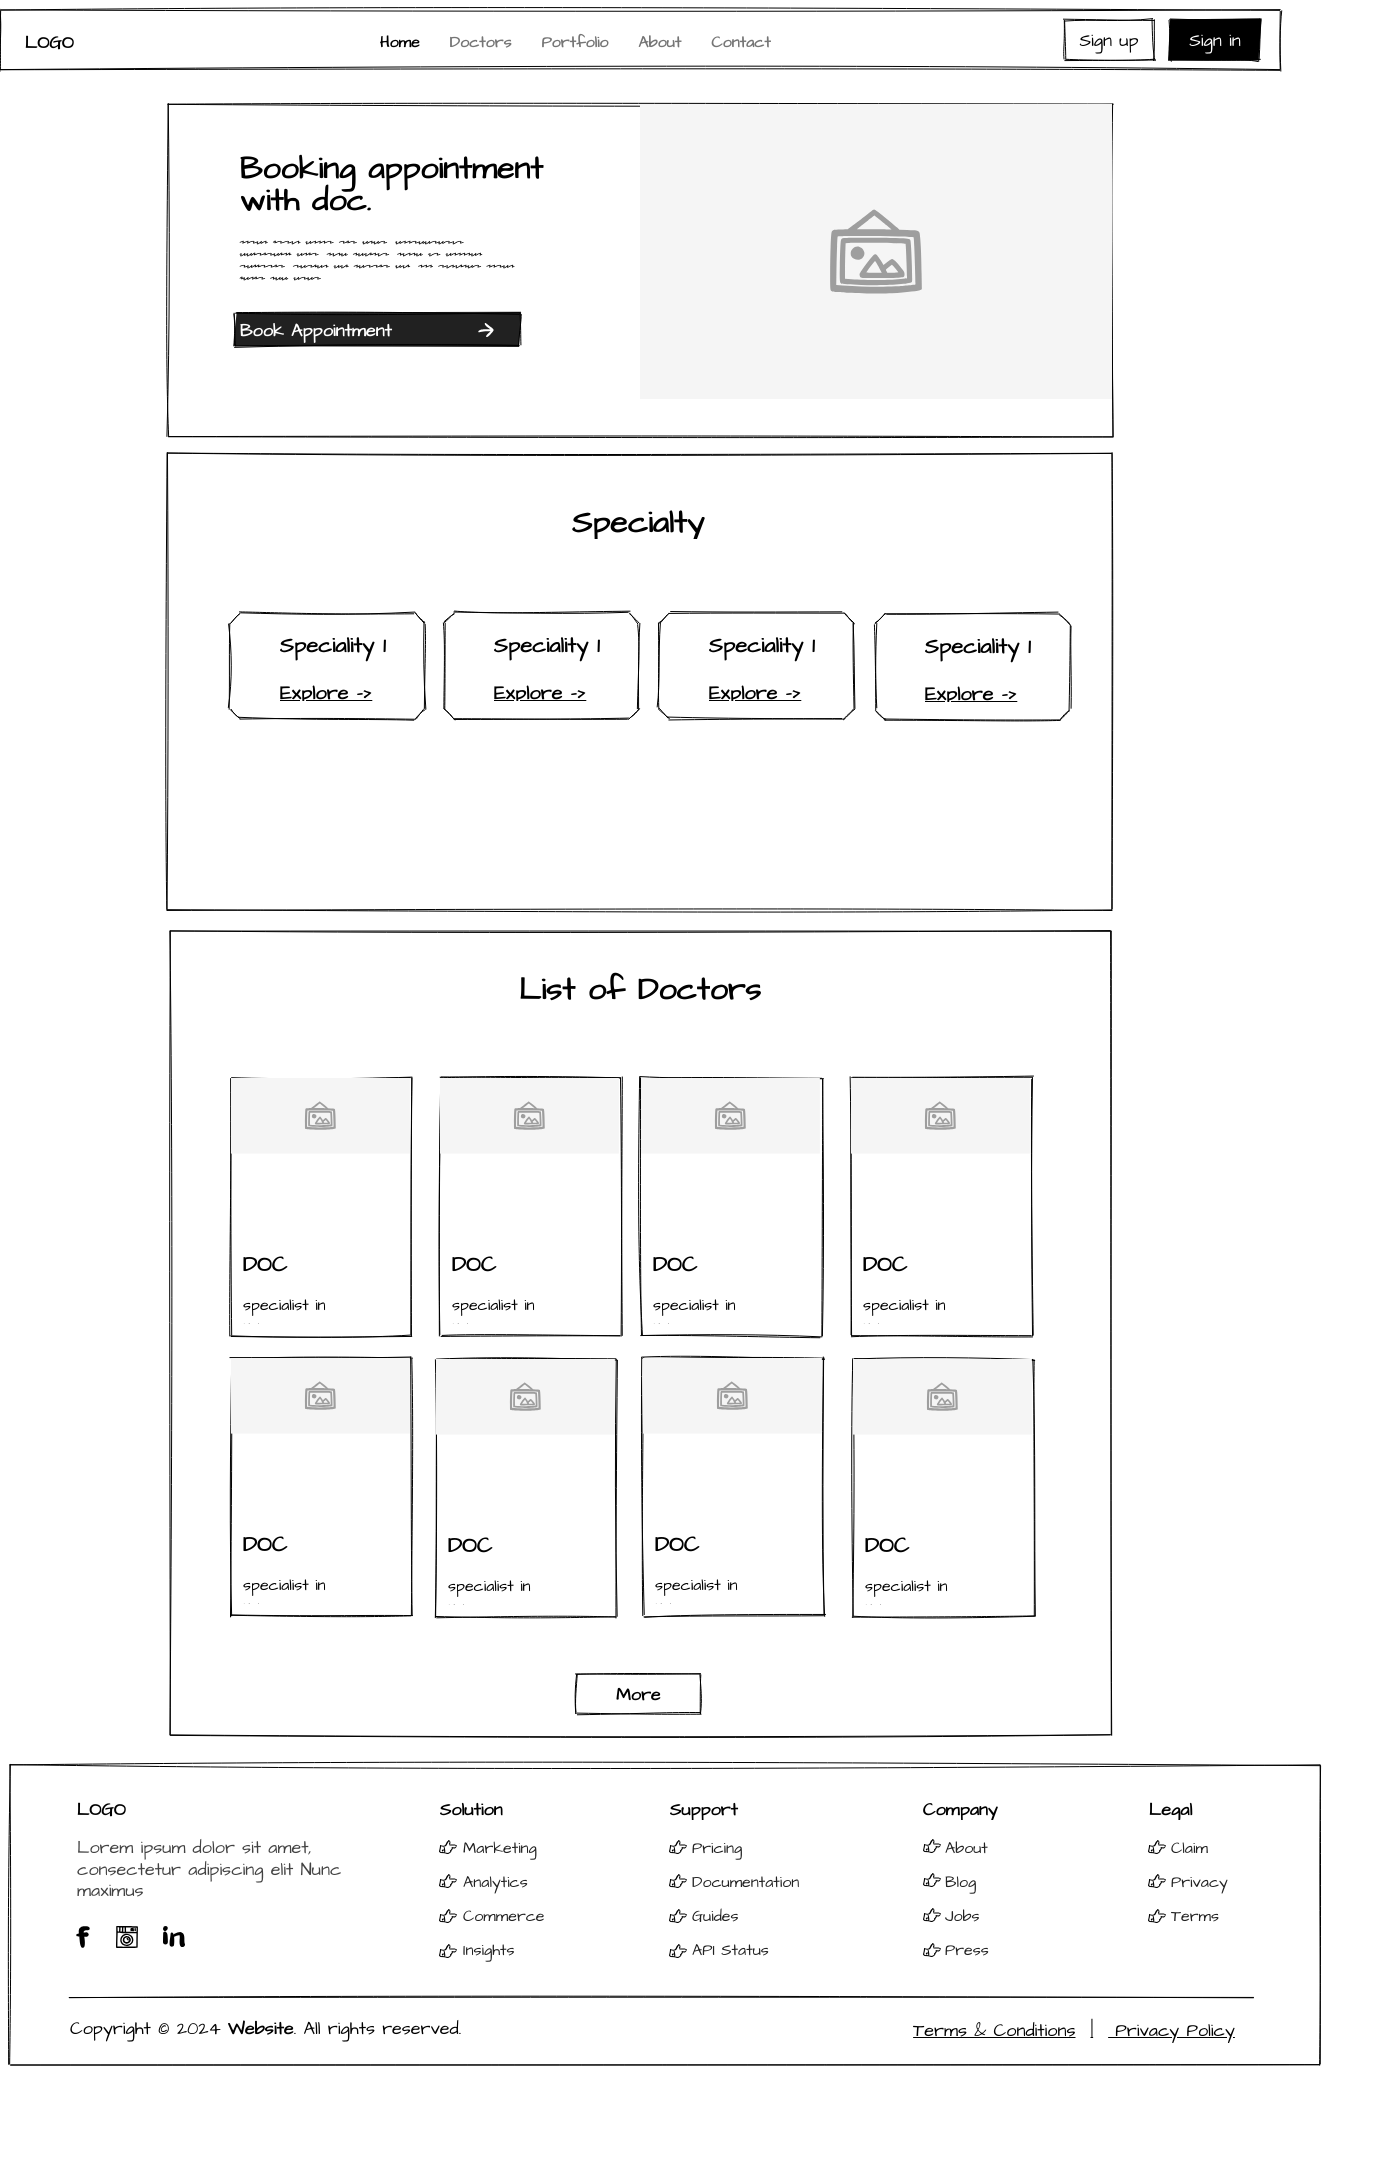 LOGO
Home Doctors Portfolio About Contact
Sign up Sign in
Booking appointment
with doc.
Book Appointment
Specialty
Speciality 1 Speciality 1 Speciality 1 Speciality 1
Explore -> Explore -> Explore -> Explore ->
List of Doctors
DOC DOC DOC DOC
specialist in specialist in specialist in specialist in
DOC DOC DOC DOC
specialist in specialist in specialist in specialist in
More
LOGO
Lorem ipsum dolor sit amet,
consectetur adipiscing elit Nunc
maximus
Solution
Marketing
Analytics
Commerce
Insights
Support
Pricing
Documentation
Guides
API Status
Company
About
Blog
Jobs
Press
Legal
Claim
Privacy
Terms
Copyright © 2024 Website. All rights reserved.
Terms & Conditions | Privacy Policy